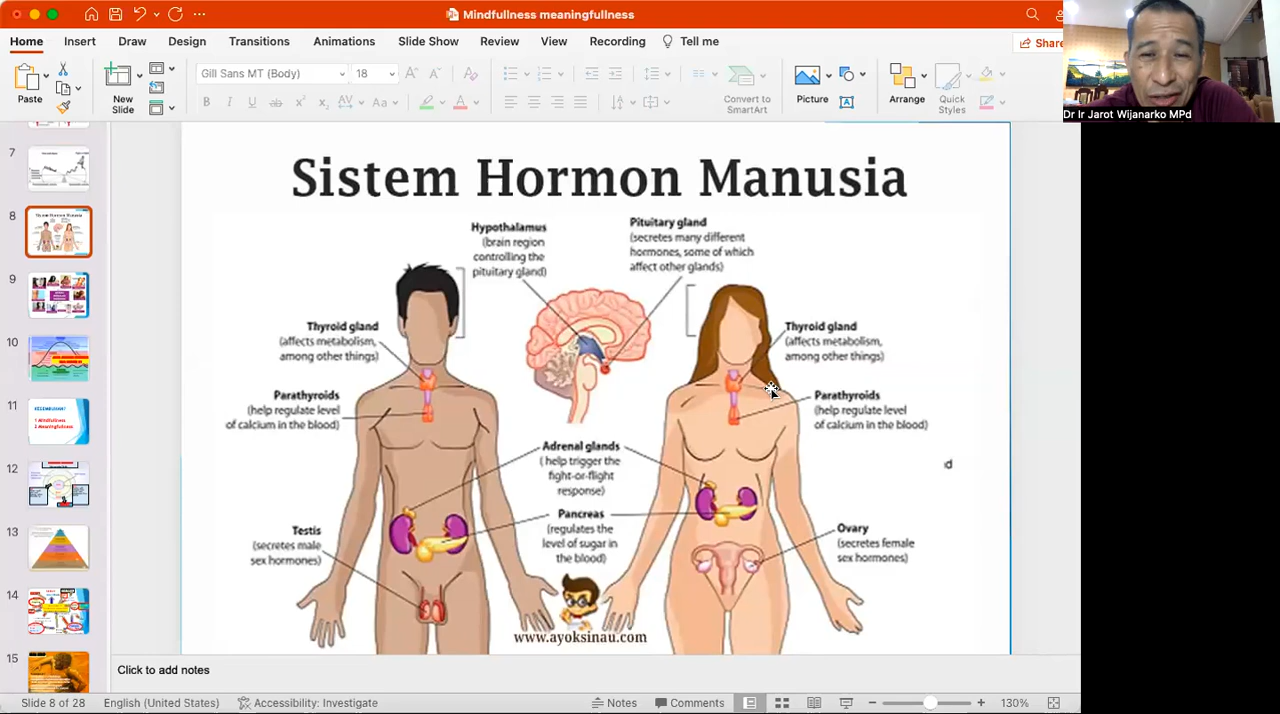 Mindfullness meaningfullness
Home Insert Draw Design Transitions Animations Slide Show Review View Recording Tell me
Share
Paste
New
Slide
Gill Sans MT (Body) 18
Convert to
SmartArt
Picture
Arrange
Quick
Styles
Dr Ir Jarot Wijanarko MPd
7
8
9
10
11
KESEIMBANGAN?
1 Mindfullness
2 Meaningfullness
12
13
14
15
Sistem Hormon Manusia
Hypothalamus
(brain region
controlling the
pituitary gland)
Pituitary gland
(secretes many different
hormones, some of which
affect other glands)
Thyroid gland
(affects metabolism,
among other things)
Thyroid gland
(affects metabolism,
among other things)
Parathyroids
(help regulate level
of calcium in the blood)
Parathyroids
(help regulate level
of calcium in the blood)
Adrenal glands
( help trigger the
fight-or-flight
response)
d
Pancreas
(regulates the
level of sugar in
the blood)
Testis
(secretes male
sex hormones)
Ovary
(secretes female
sex hormones)
www.ayoksinau.com
Click to add notes
Slide 8 of 28 English (United States) Accessibility: Investigate Notes Comments 130%